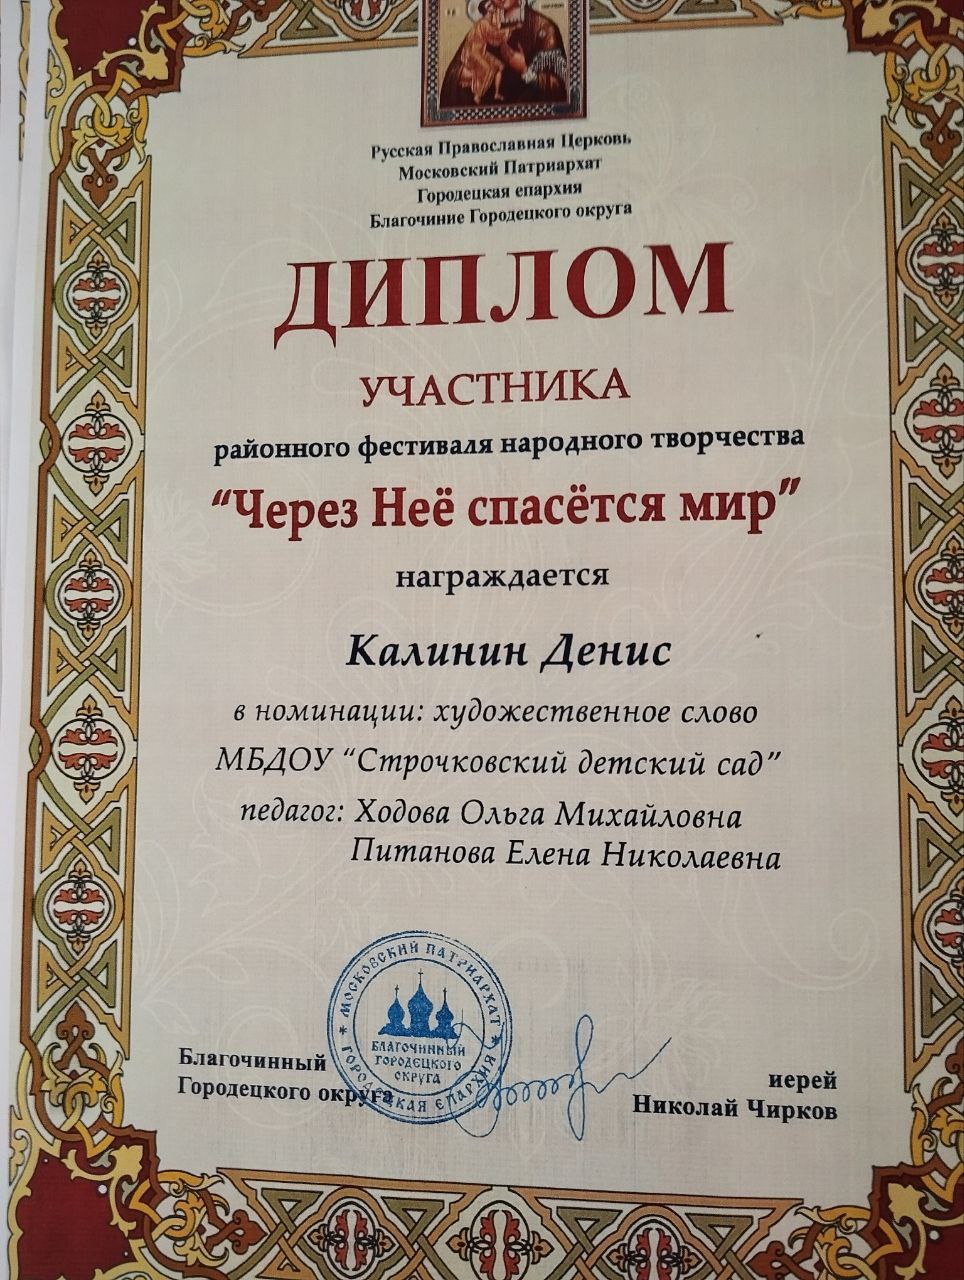 Русская Православная Церковь
Московский Патриархат
Городецкая епархия
Благочиние Городецкого округа
ДИПЛОМ
УЧАСТНИКА
районного фестиваля народного творчества
“Через Неё спасётся мир”
награждается
Калинин Денис
в номинации: художественное слово
МБДОУ “Строчковский детский сад”
педагог: Ходова Ольга Михайловна
Питанова Елена Николаевна
МОСКОВСКИЙ ПАТРИАРХАТ
ГОРОДЕЦКАЯ ЕПАРХИЯ
БЛАГОЧИННЫЙ
ГОРОДЕЦКОГО
ОКРУГА
Благочинный
Городецкого округа
иерей
Николай Чирков